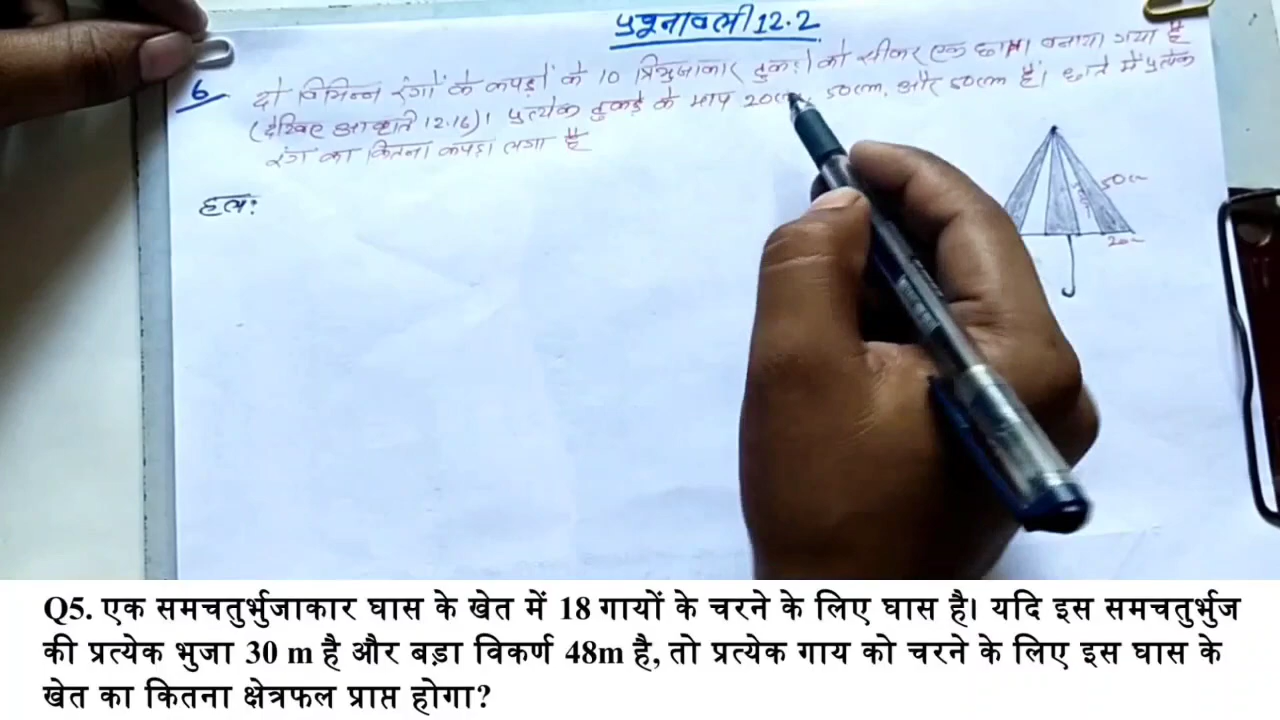 प्रश्नावली 12.2
6 दो विभिन्न रंगों के कपड़ों के 10 त्रिभुजाकार टुकड़ों को सीकर एक छाता बनाया गया है
(देखिए आकृति 12.16)। प्रत्येक टुकड़े के माप 20cm, 50cm, और 50cm हैं। छाते में प्रत्येक
रंग का कितना कपड़ा लगा है
हल:
50cm
20cm
Q5. एक समचतुर्भुजाकार घास के खेत में 18 गायों के चरने के लिए घास है। यदि इस समचतुर्भुज
की प्रत्येक भुजा 30 m है और बड़ा विकर्ण 48m है, तो प्रत्येक गाय को चरने के लिए इस घास के
खेत का कितना क्षेत्रफल प्राप्त होगा?